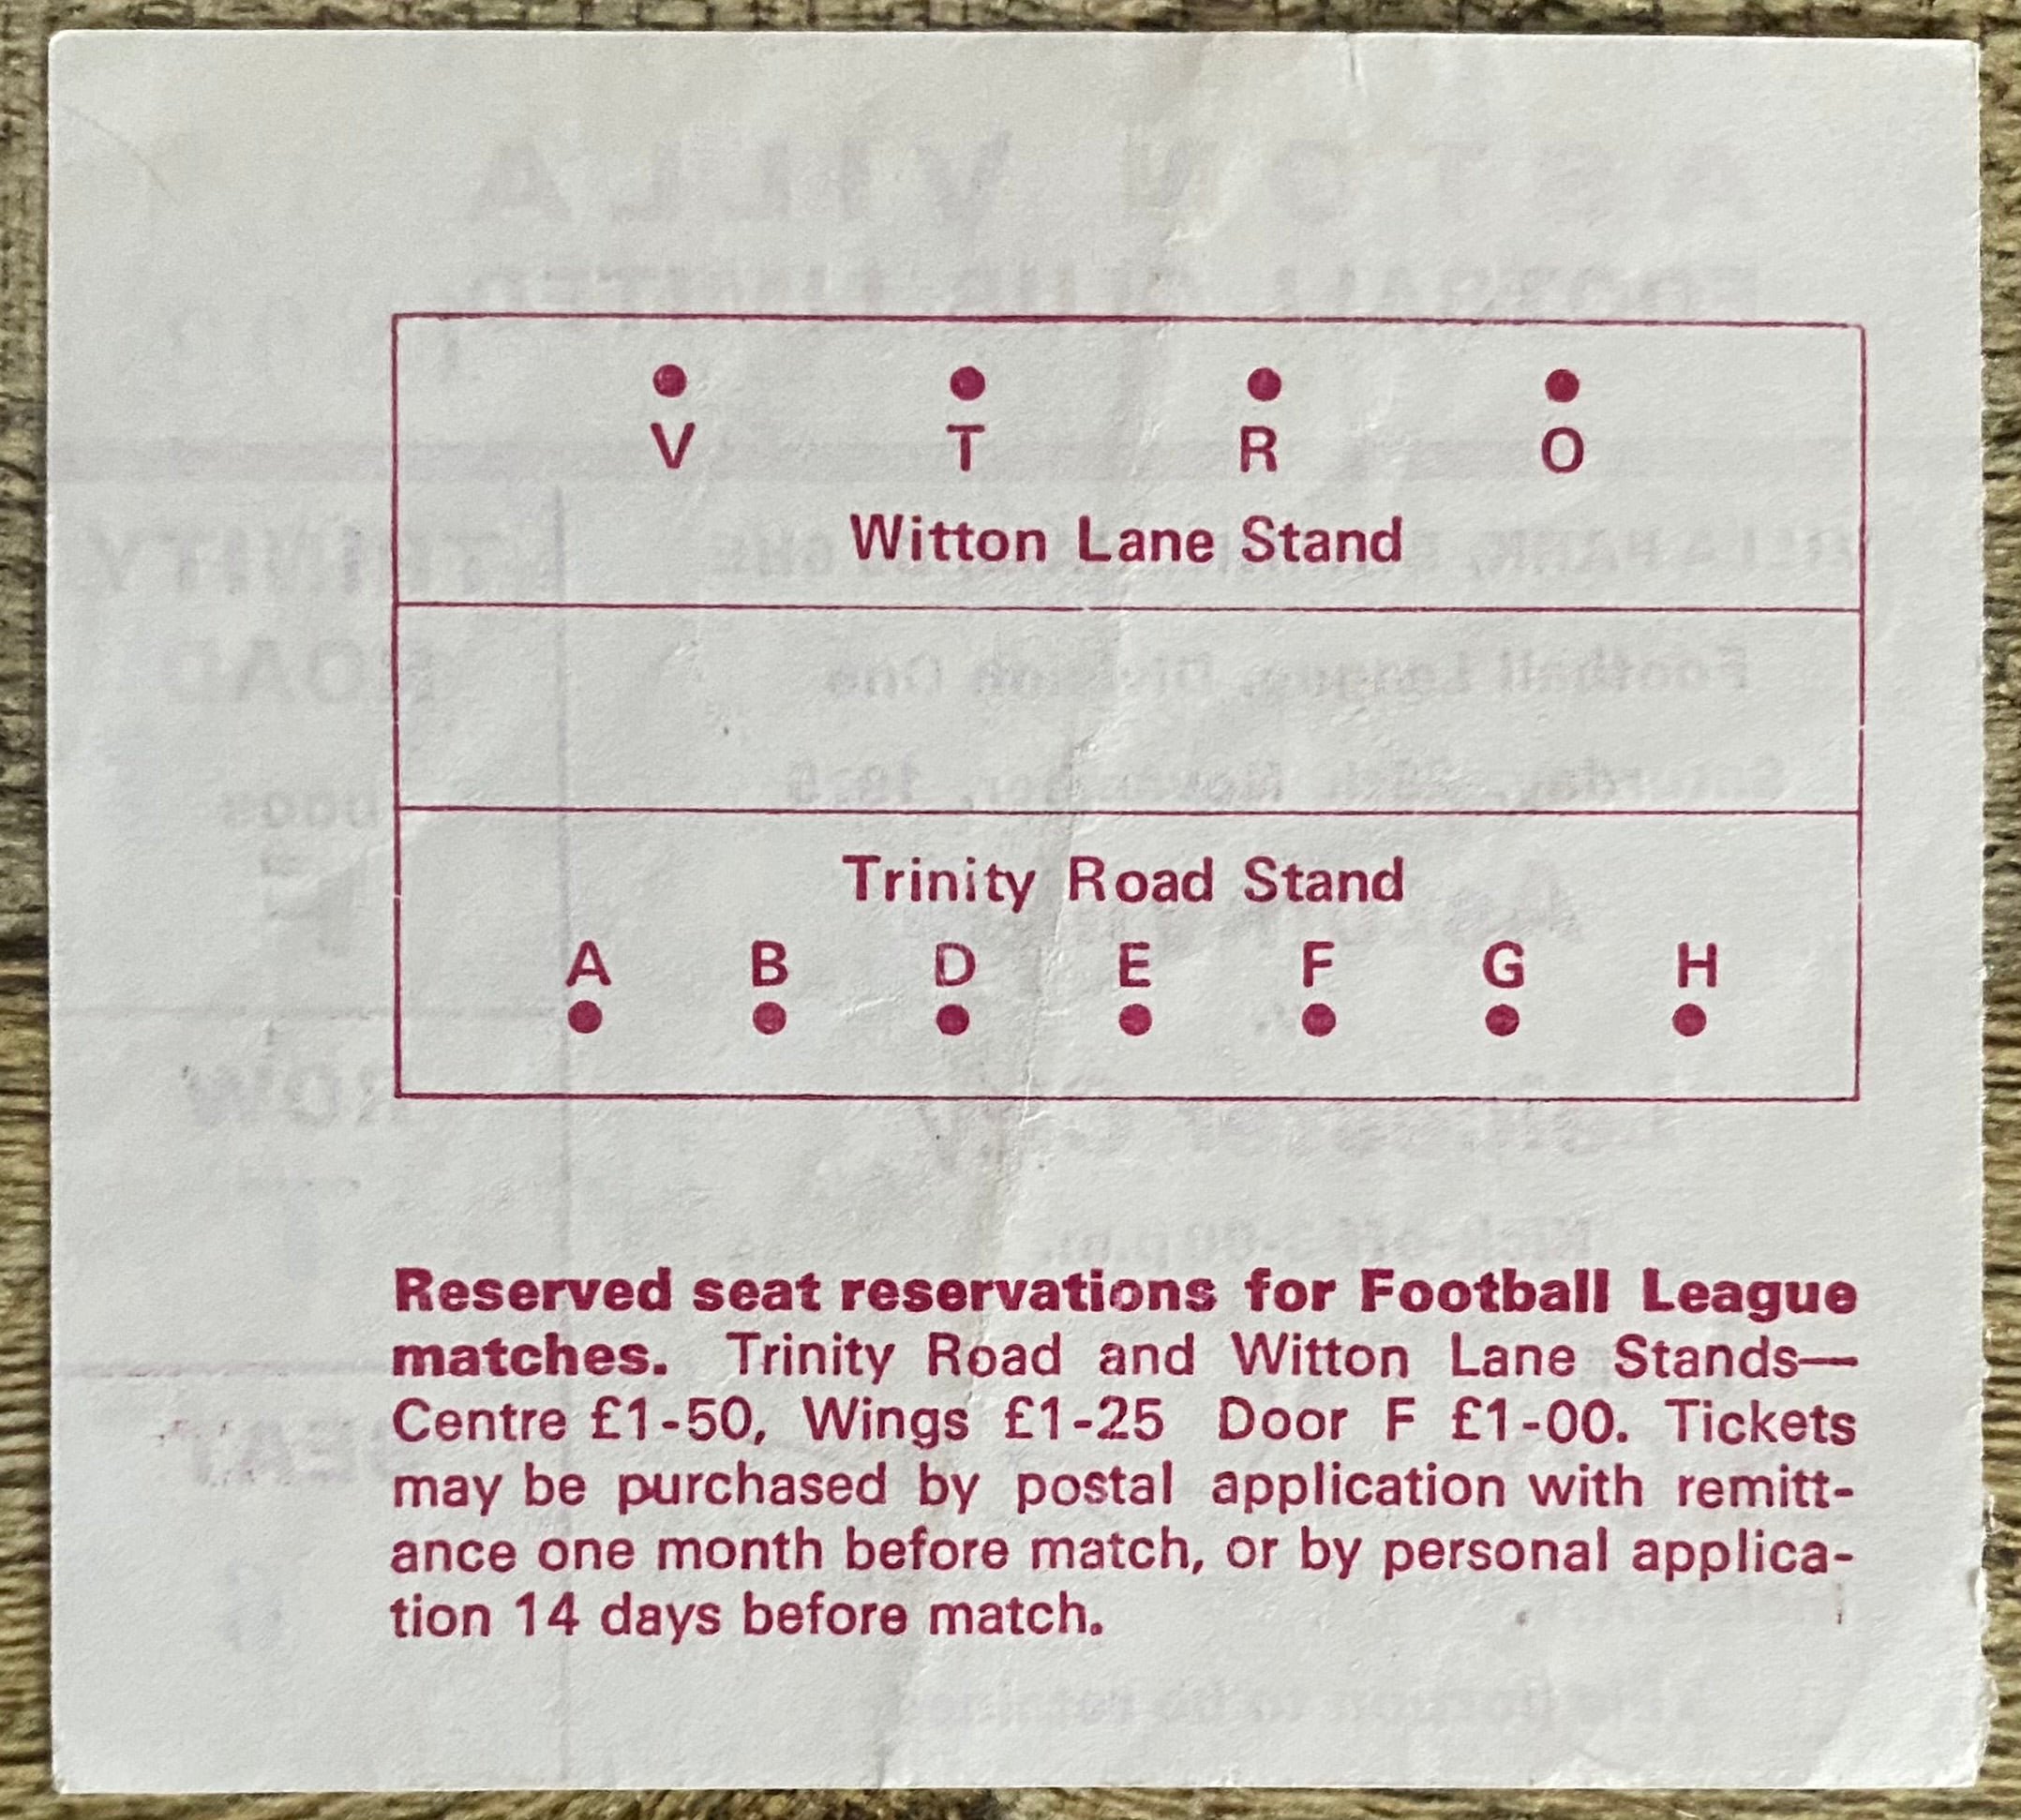 V T R O
Witton Lane Stand
Trinity Road Stand
A B D E F G H
Reserved seat reservations for Football League
matches. Trinity Road and Witton Lane Stands—
Centre £1-50, Wings £1-25 Door F £1-00. Tickets
may be purchased by postal application with remitt-
ance one month before match, or by personal applica-
tion 14 days before match.